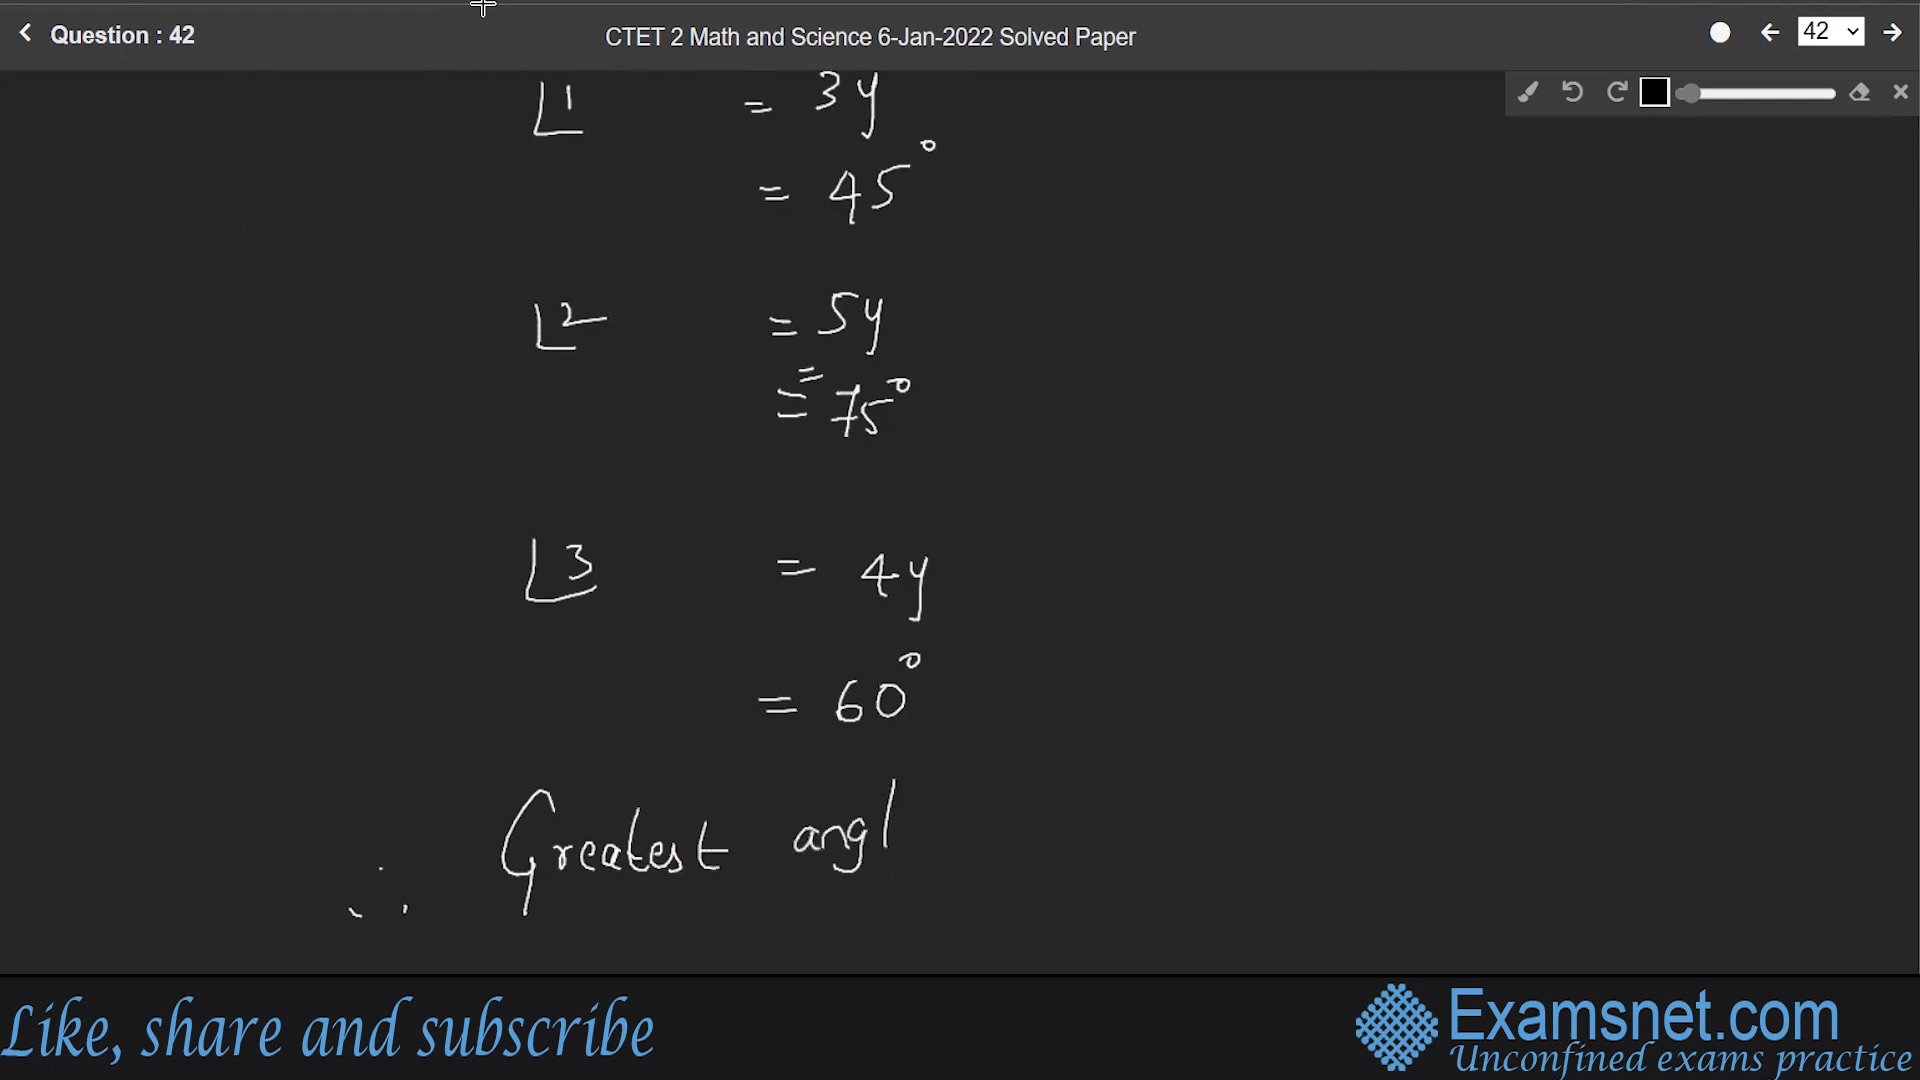 Question : 42
CTET 2 Math and Science 6-Jan-2022 Solved Paper
42
∠1 = 3y
= 45°
∠2 = 5y
=
= 75°
∠3 = 4y
= 60°
∴ Greatest angl
Like, share and subscribe
Examsnet.com
Unconfined exams practice